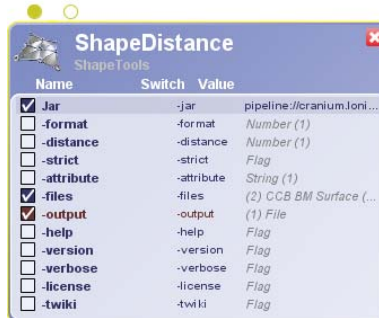 ShapeDistance
ShapeTools
Name Switch Value
Jar -jar pipeline://cranium.loni...
-format -format Number (1)
-distance -distance Number (1)
-strict -strict Flag
-attribute -attribute String (1)
-files -files (2) CCB BM Surface (...
-output -output (1) File
-help -help Flag
-version -version Flag
-verbose -verbose Flag
-license -license Flag
-twiki -twiki Flag